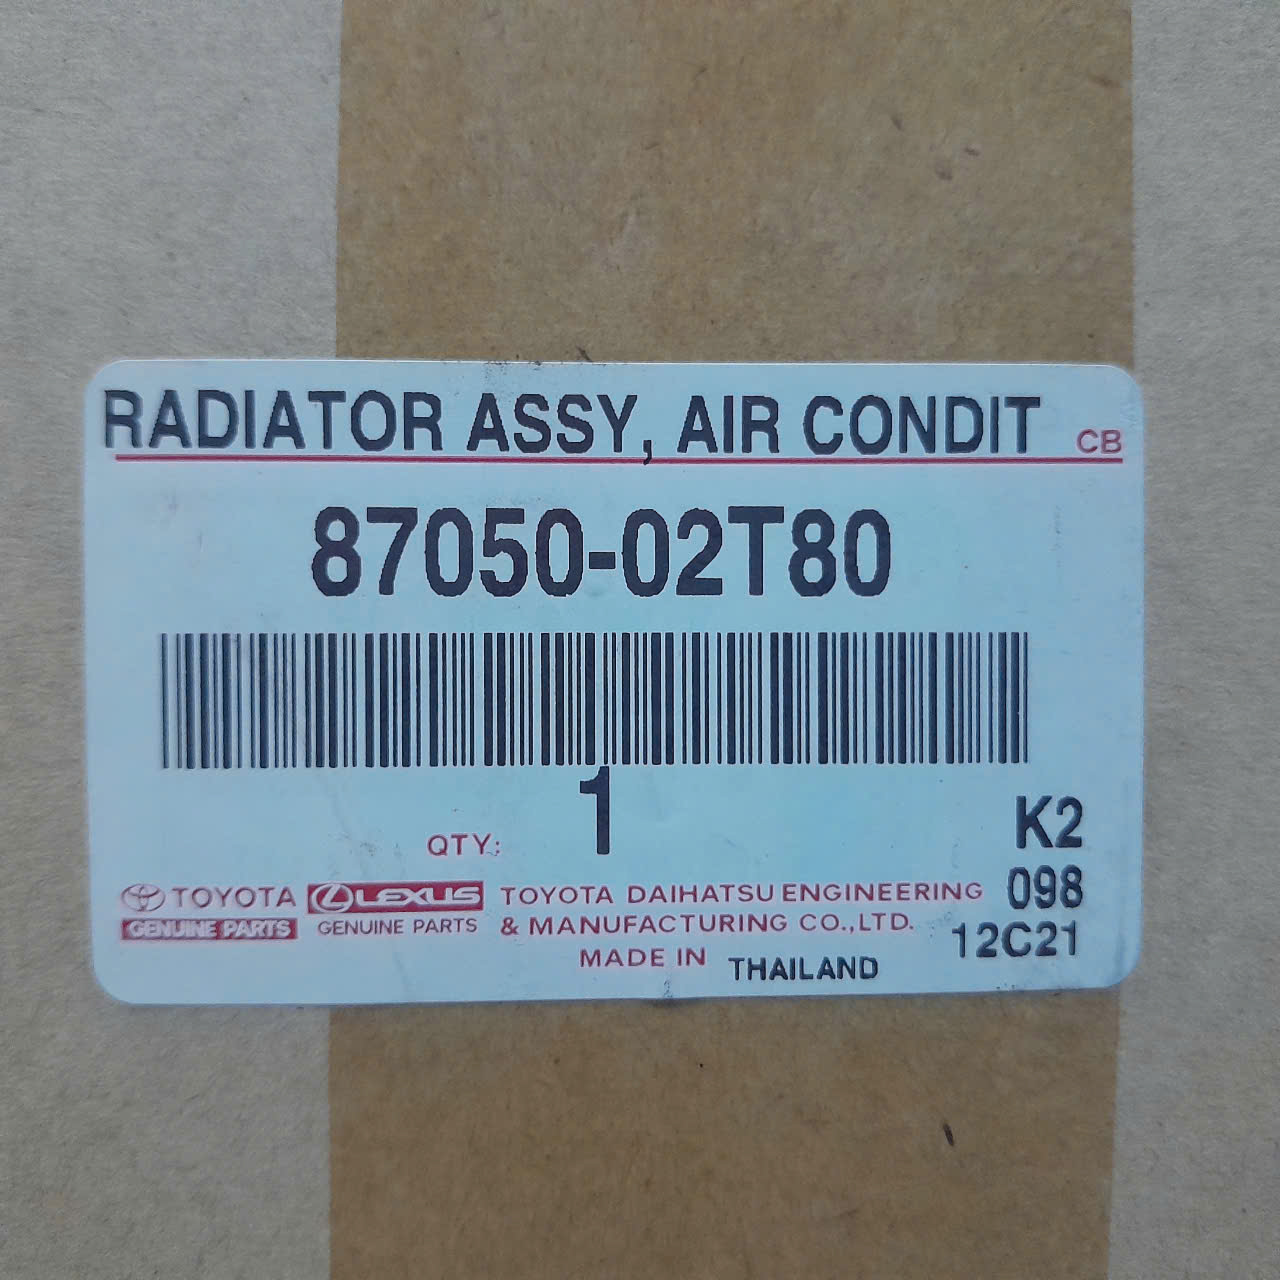 RADIATOR ASSY, AIR CONDIT CB
87050-02T80
1
QTY:
K2
TOYOTA LEXUS TOYOTA DAIHATSU ENGINEERING 098
GENUINE PARTS GENUINE PARTS & MANUFACTURING CO.,LTD. 12C21
MADE IN THAILAND